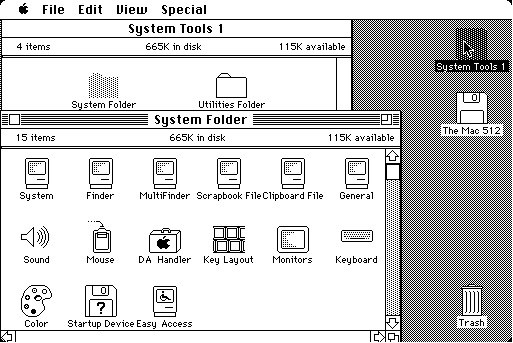 File Edit View Special
System Tools 1
4 items 665K in disk 115K available
System Folder Utilities Folder
System Folder
15 items 665K in disk 115K available
System Finder MultiFinder Scrapbook File Clipboard File General
Sound Mouse DA Handler Key Layout Monitors Keyboard
Color Startup Device Easy Access
System Tools 1
The Mac 512
Trash